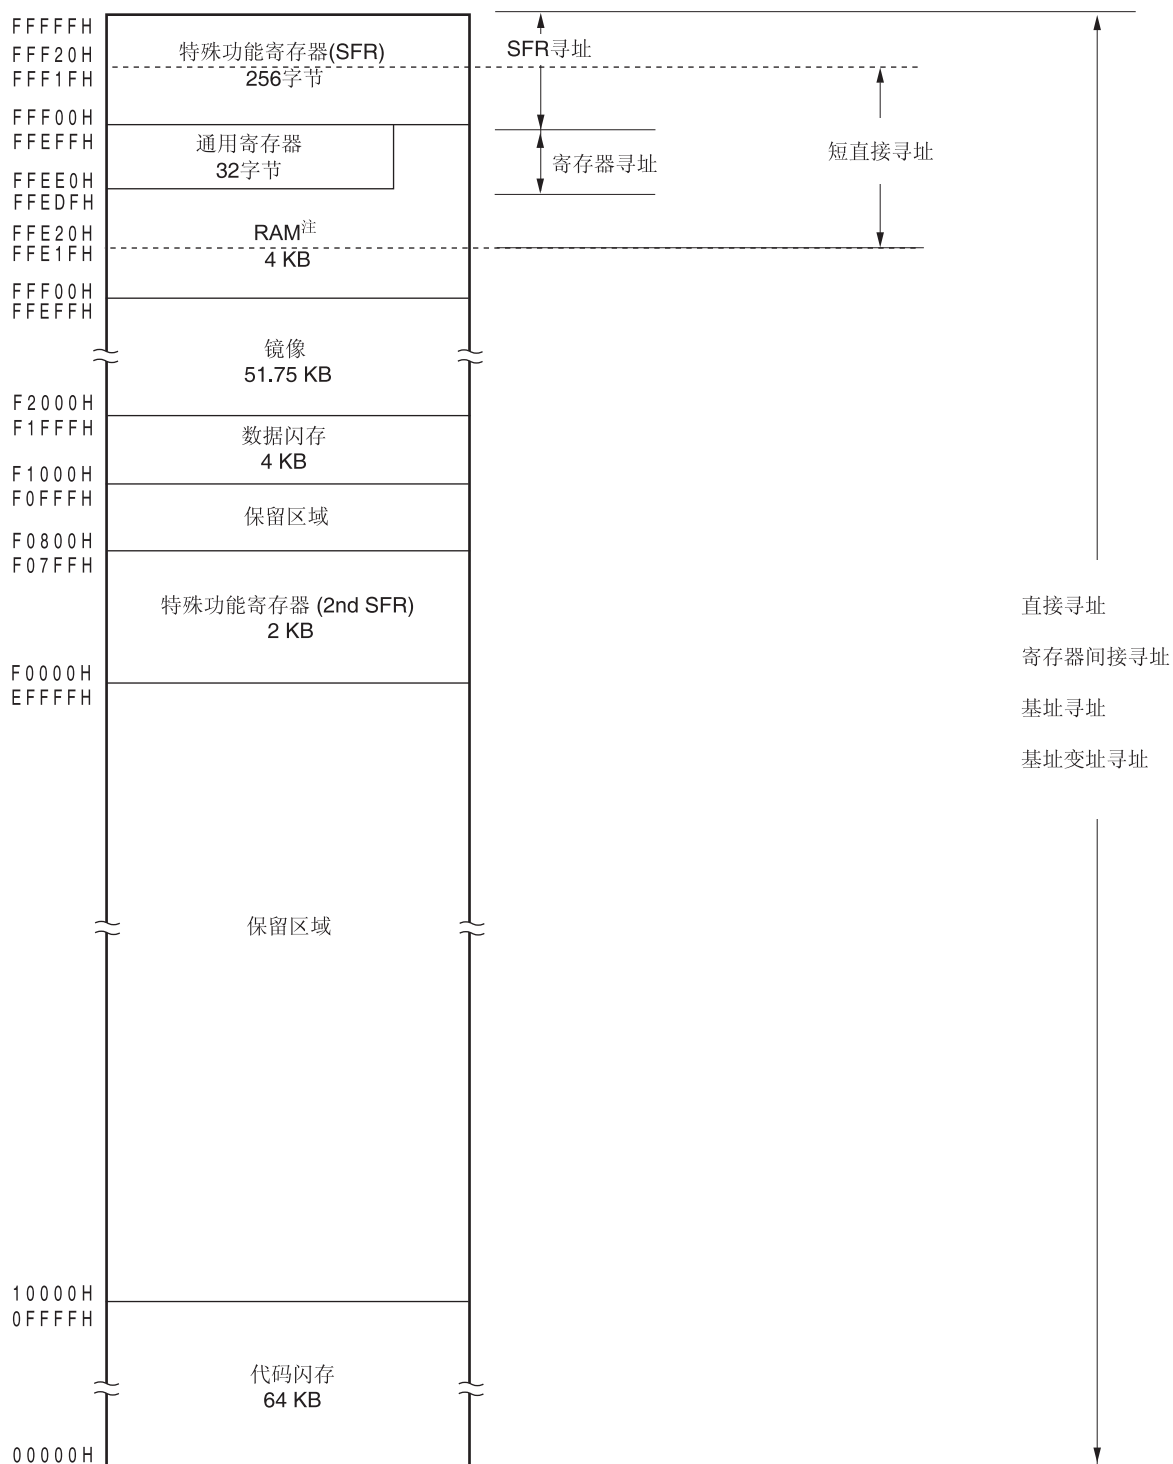 FFFFFH
FFF20H
FFF1FH
FFF00H
FFEFFH
FFEE0H
FFEDFH
FFE20H
FFE1FH
FFF00H
FFEFFH
F2000H
F1FFFH
F1000H
F0FFFH
F0800H
F07FFH
F0000H
EFFFFH
10000H
0FFFFH
00000H
特殊功能寄存器(SFR)
256字节
通用寄存器
32字节
RAM注
4 KB
镜像
51.75 KB
数据闪存
4 KB
保留区域
特殊功能寄存器 (2nd SFR)
2 KB
保留区域
代码闪存
64 KB
SFR寻址
寄存器寻址
短直接寻址
直接寻址
寄存器间接寻址
基址寻址
基址变址寻址